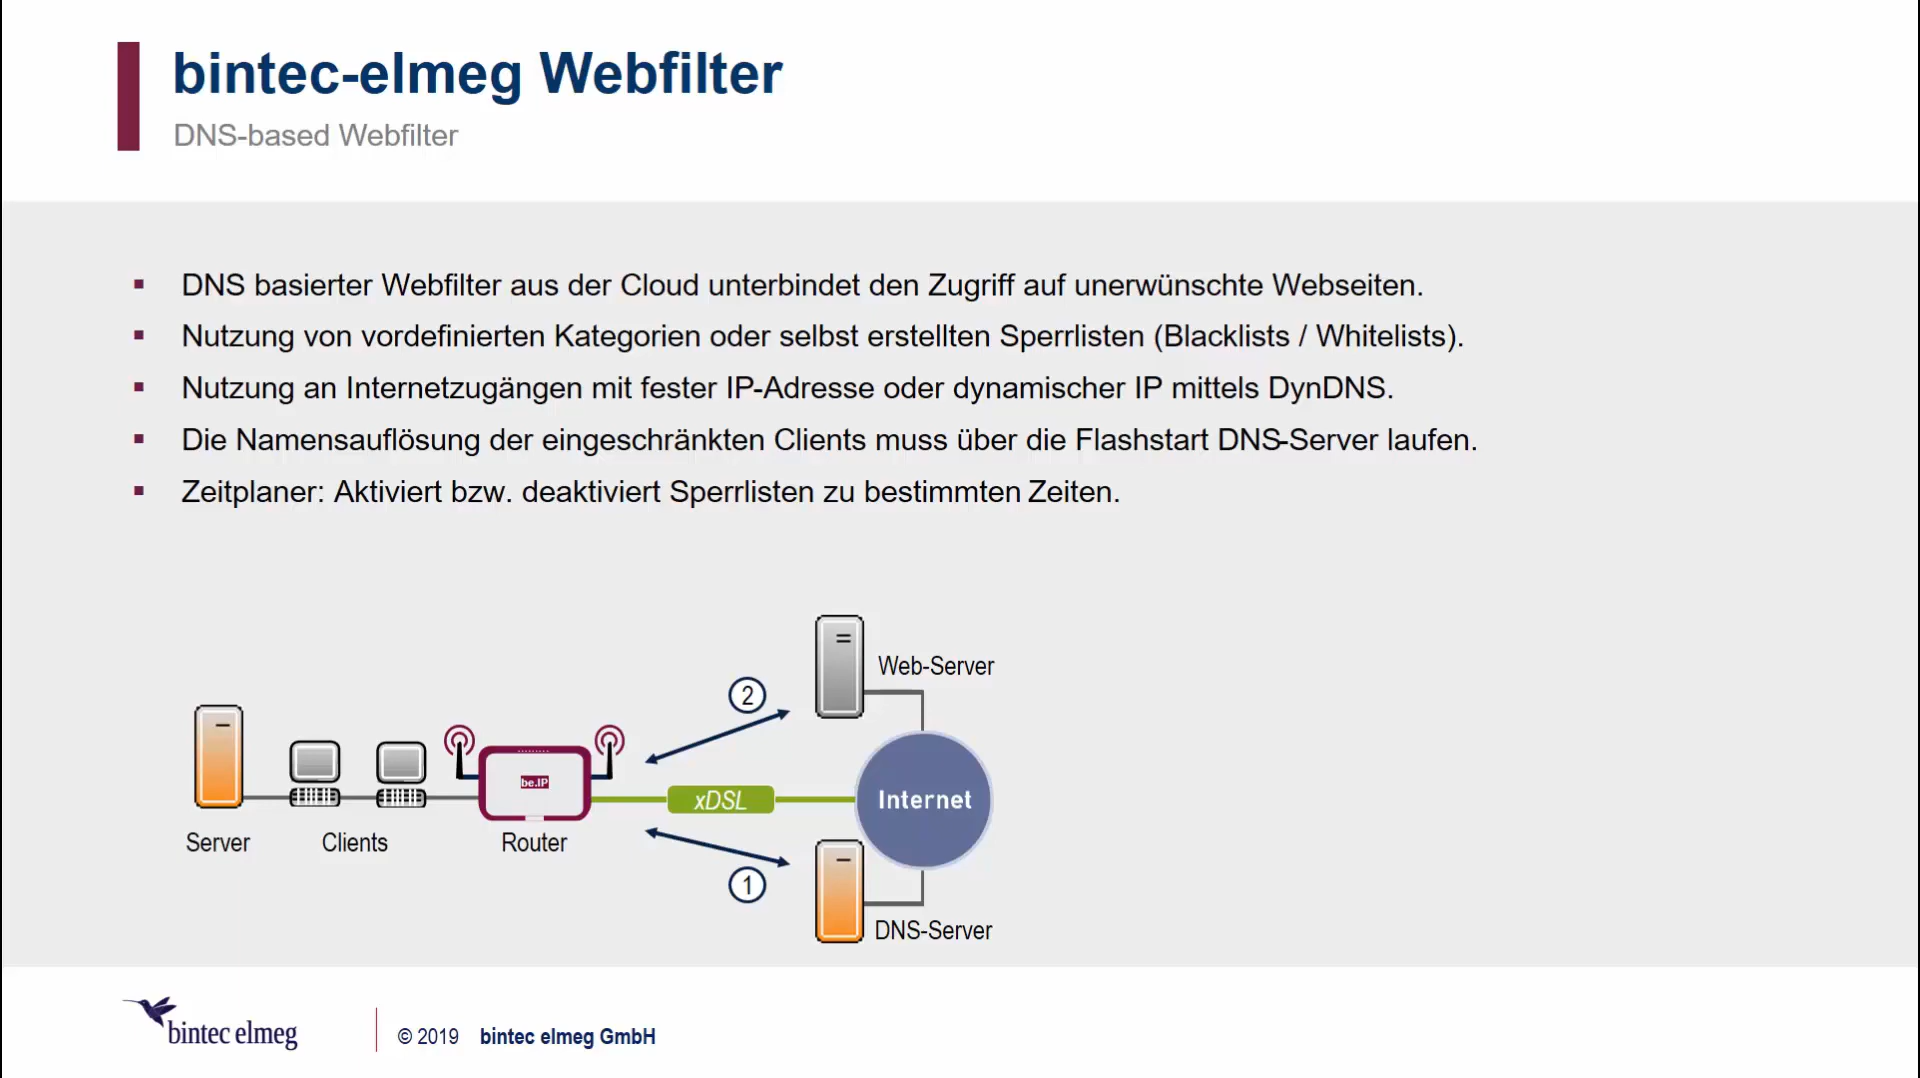 bintec-elmeg Webfilter
DNS-based Webfilter
DNS basierter Webfilter aus der Cloud unterbindet den Zugriff auf unerwünschte Webseiten.
Nutzung von vordefinierten Kategorien oder selbst erstellten Sperrlisten (Blacklists / Whitelists).
Nutzung an Internetzugängen mit fester IP-Adresse oder dynamischer IP mittels DynDNS.
Die Namensauflösung der eingeschränkten Clients muss über die Flashstart DNS-Server laufen.
Zeitplaner: Aktiviert bzw. deaktiviert Sperrlisten zu bestimmten Zeiten.
Web-Server
2
be.IP
xDSL
Internet
Server
Clients
Router
1
DNS-Server
bintec elmeg
© 2019 bintec elmeg GmbH